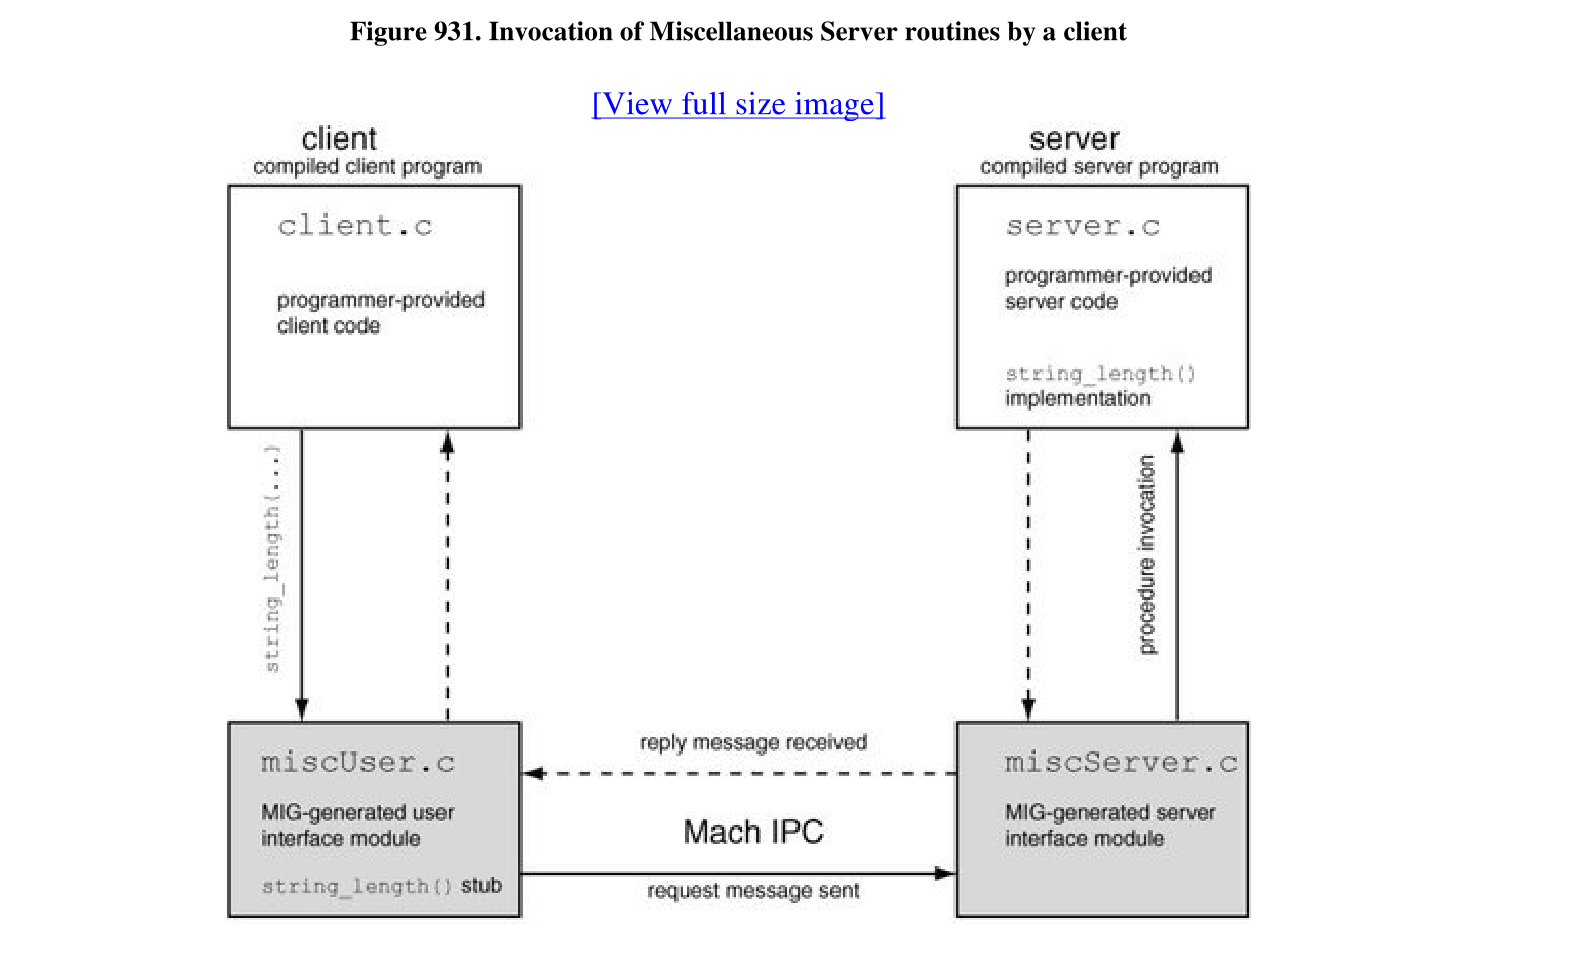 Figure 931. Invocation of Miscellaneous Server routines by a client
[View full size image]
client
compiled client program
client.c
programmer-provided
client code
server
compiled server program
server.c
programmer-provided
server code
string_length()
implementation
string_length(...)
procedure invocation
miscUser.c
MIG-generated user
interface module
string_length() stub
reply message received
Mach IPC
request message sent
miscServer.c
MIG-generated server
interface module